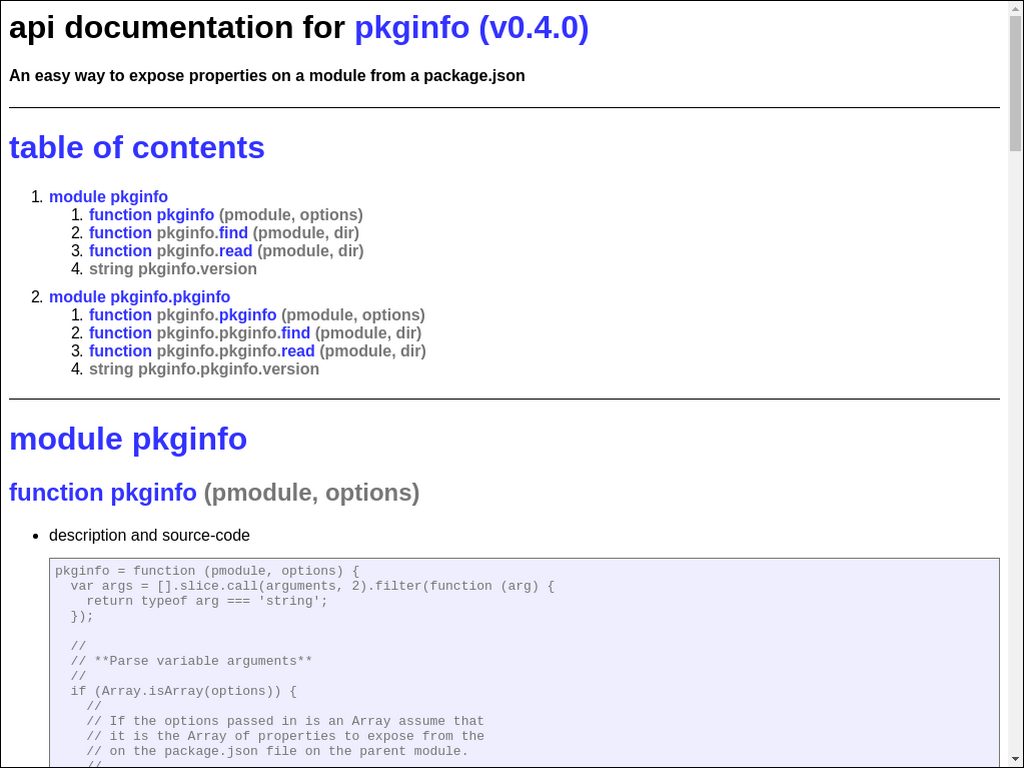 api documentation for pkginfo (v0.4.0)
An easy way to expose properties on a module from a package.json
table of contents
1. module pkginfo
1. function pkginfo (pmodule, options)
2. function pkginfo.find (pmodule, dir)
3. function pkginfo.read (pmodule, dir)
4. string pkginfo.version
2. module pkginfo.pkginfo
1. function pkginfo.pkginfo (pmodule, options)
2. function pkginfo.pkginfo.find (pmodule, dir)
3. function pkginfo.pkginfo.read (pmodule, dir)
4. string pkginfo.pkginfo.version
module pkginfo
function pkginfo (pmodule, options)
• description and source-code
pkginfo = function (pmodule, options) {
  var args = [].slice.call(arguments, 2).filter(function (arg) {
    return typeof arg === 'string';
  });
  //
  // **Parse variable arguments**
  //
  if (Array.isArray(options)) {
    //
    // If the options passed in is an Array assume that
    // it is the Array of properties to expose from the
    // on the package.json file on the parent module.
    //